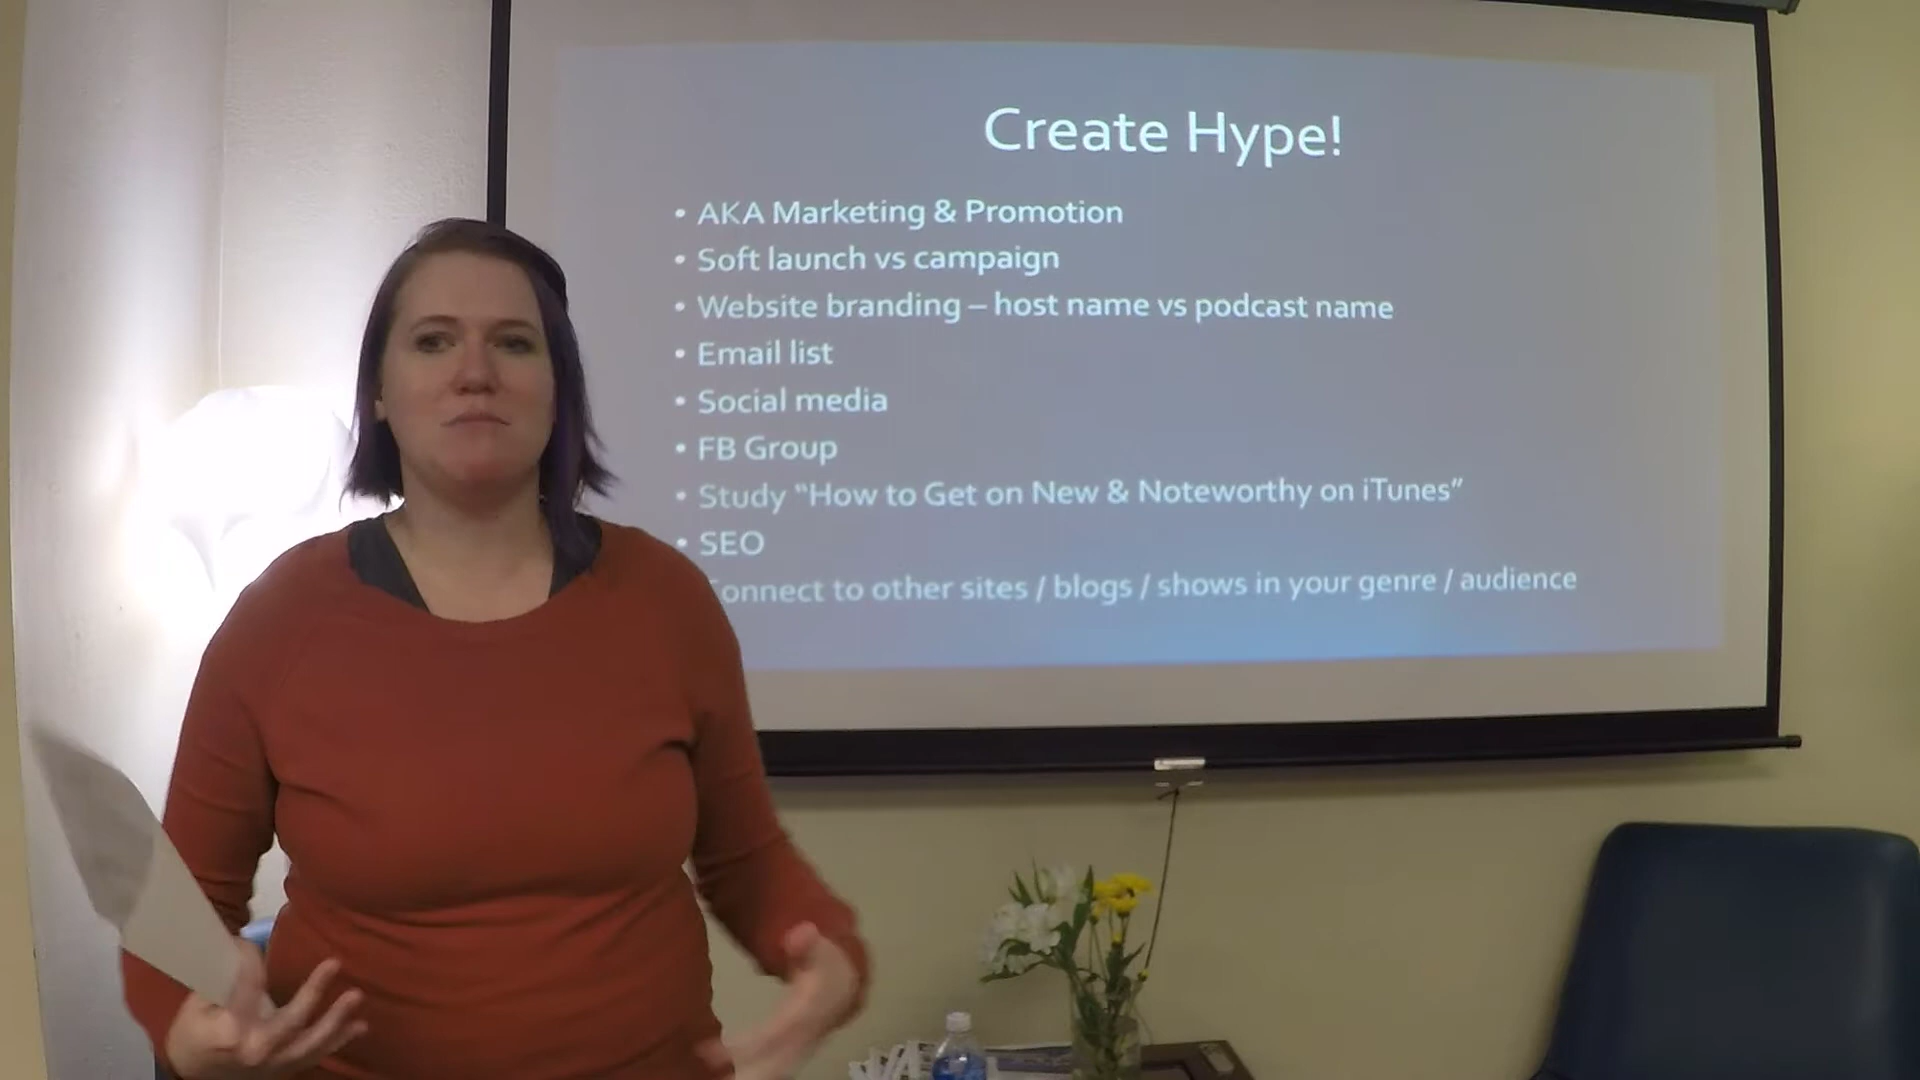 Create Hype!
• AKA Marketing & Promotion
• Soft launch vs campaign
• Website branding – host name vs podcast name
• Email list
• Social media
• FB Group
• Study “How to Get on New & Noteworthy on iTunes”
• SEO
Connect to other sites / blogs / shows in your genre / audience